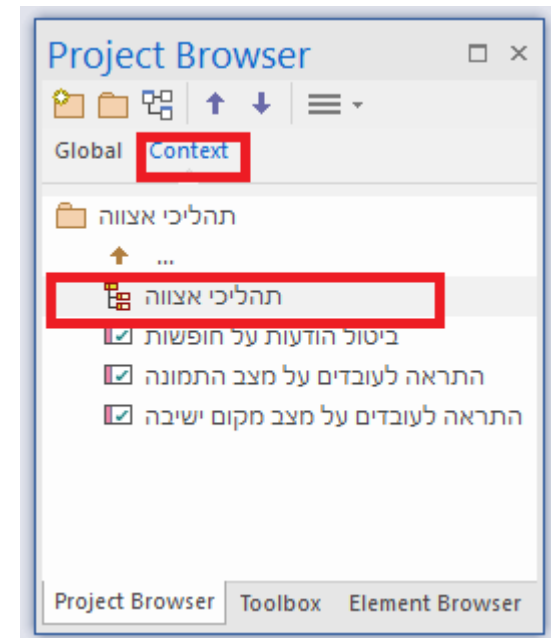 Project Browser
Global Context
תהליכי אצווה
...
תהליכי אצווה
ביטול הודעות על חופשות
התראה לעובדים על מצב התמונה
התראה לעובדים על מצב מקום ישיבה
Project Browser Toolbox Element Browser